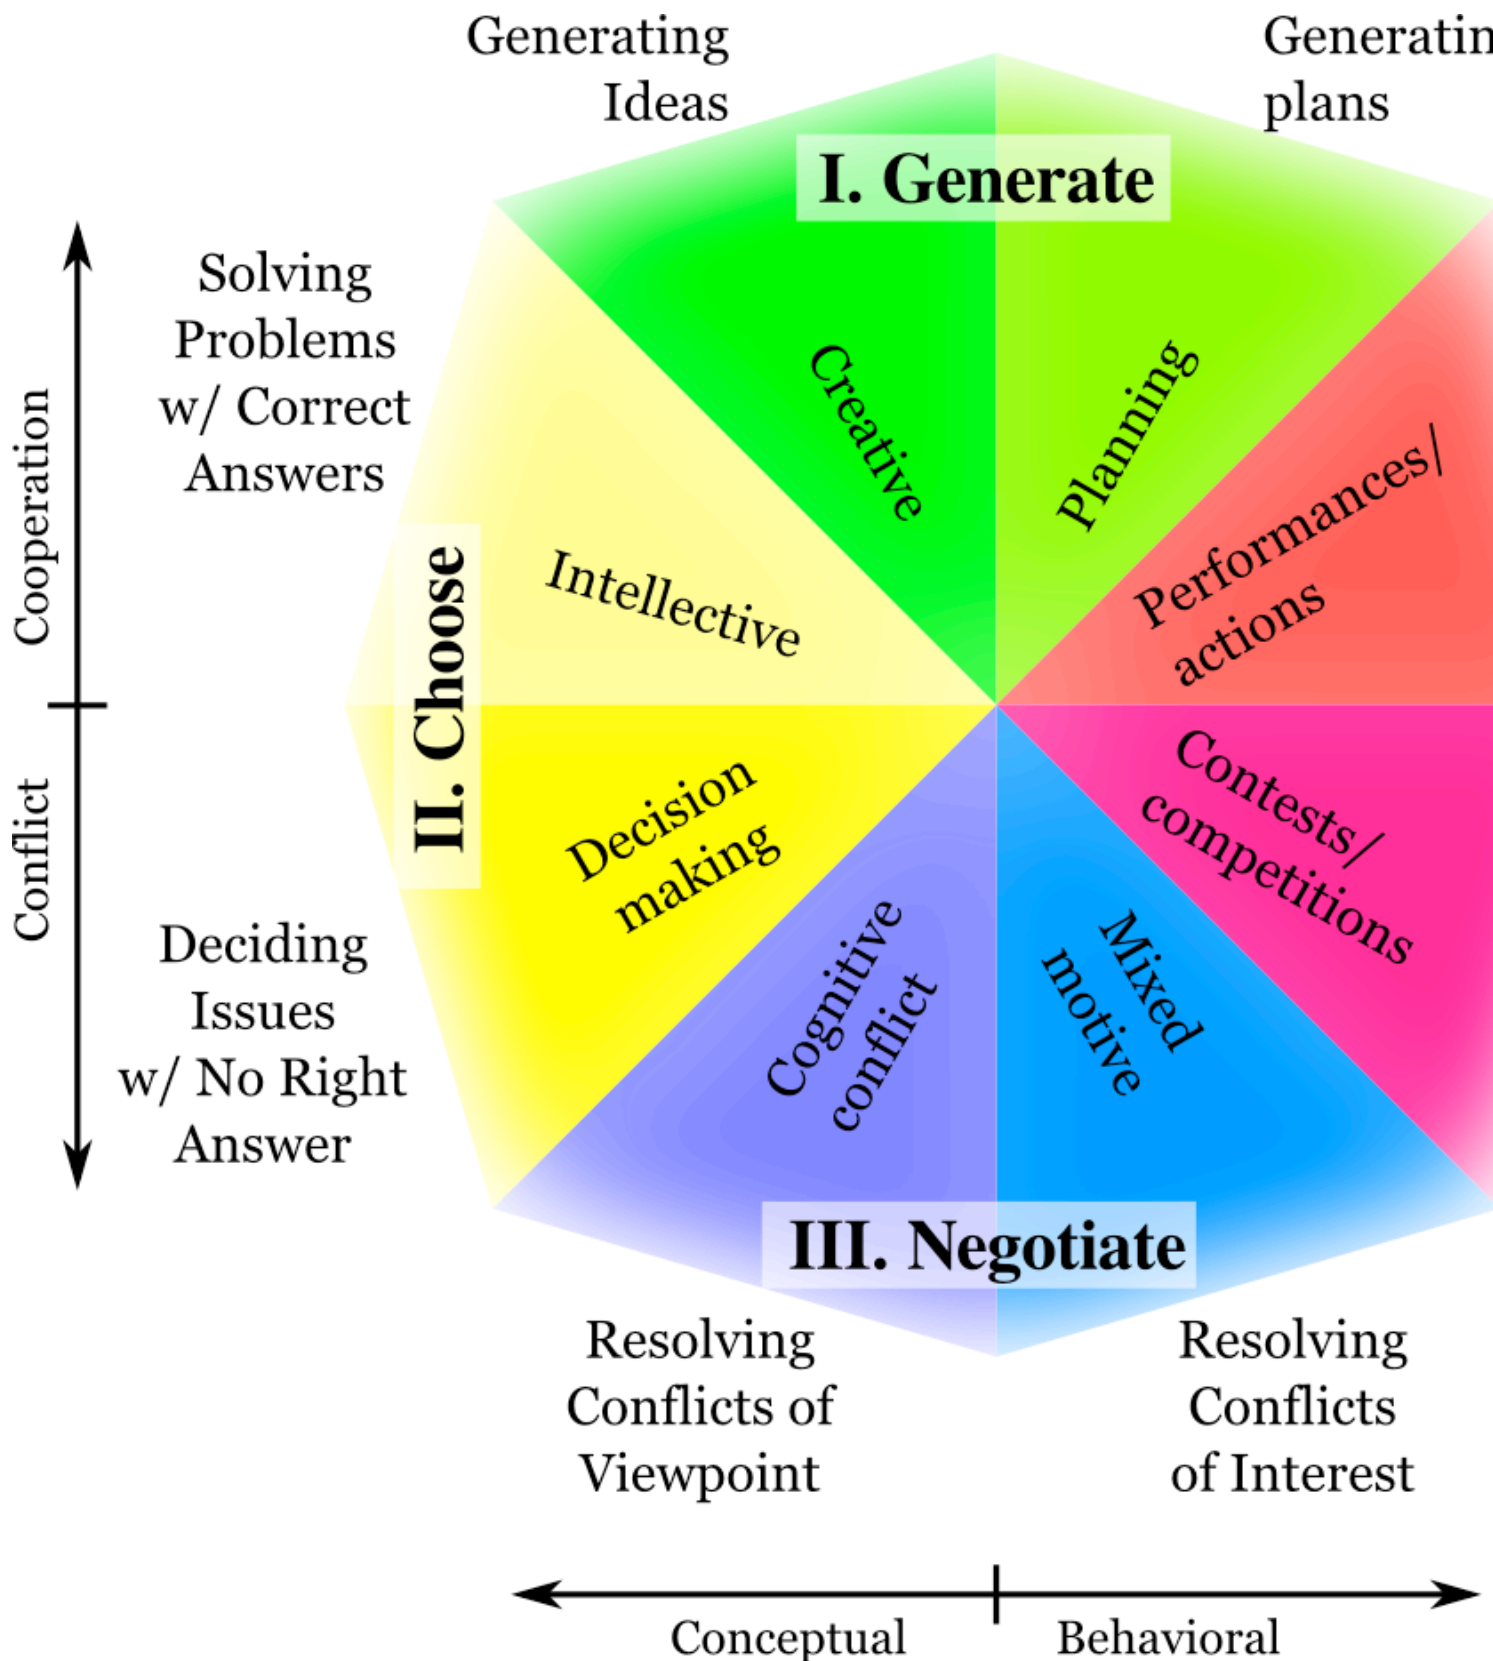 Generating
Ideas
Generatin
plans
I. Generate
Solving
Problems
w/ Correct
Answers
Creative
Planning
Performances/
actions
Intellective
II. Choose
Cooperation
Conflict
Decision
making
Contests/
competitions
Cognitive
conflict
Mixed
motive
Deciding
Issues
w/ No Right
Answer
III. Negotiate
Resolving
Conflicts of
Viewpoint
Resolving
Conflicts
of Interest
Conceptual
Behavioral